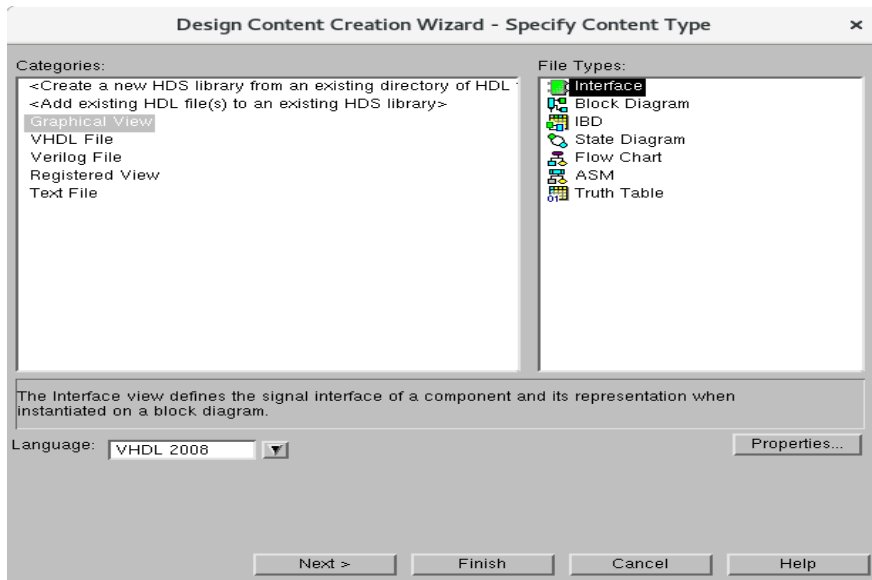 Design Content Creation Wizard - Specify Content Type
Categories:
<Create a new HDS library from an existing directory of HDL
<Add existing HDL file(s) to an existing HDS library>
Graphical View
VHDL File
Verilog File
Registered View
Text File
File Types:
Interface
Block Diagram
IBD
State Diagram
Flow Chart
ASM
Truth Table
The Interface view defines the signal interface of a component and its representation when
instantiated on a block diagram.
Language: VHDL 2008
Properties...
Next > Finish Cancel Help